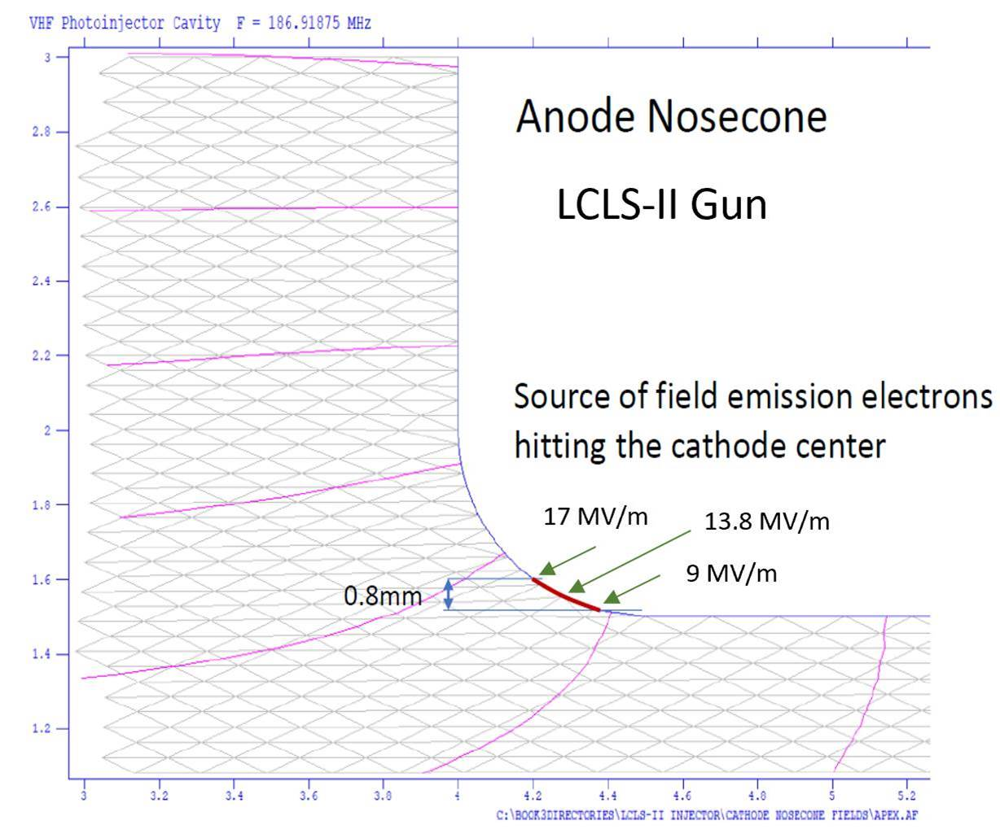 VHF Photoinjector Cavity F = 186.91875 MHz
3
2.8
2.6
2.4
2.2
2
1.8
1.6
1.4
1.2
Anode Nosecone
LCLS-II Gun
Source of field emission electrons
hitting the cathode center
17 MV/m
13.8 MV/m
9 MV/m
0.8mm
3 3.2 3.4 3.6 3.8 4 4.2 4.4 4.6 4.8 5 5.2
C:\BOOK3DIRECTORIES\LCLS-II INJECTOR\CATHODE NOSECONE FIELDS\APEX.AF